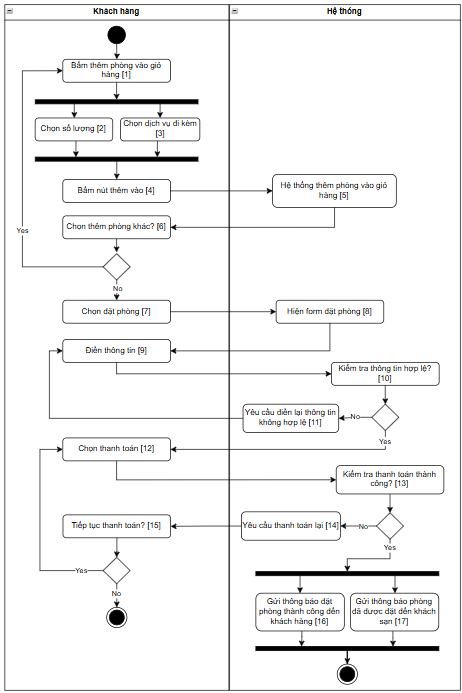 Khách hàng
Hệ thống
Bấm thêm phòng vào giỏ
hàng [1]
Chọn số lượng [2]
Chọn dịch vụ đi kèm
[3]
Bấm nút thêm vào [4]
Hệ thống thêm phòng vào giỏ
hàng [5]
Chọn thêm phòng khác? [6]
Yes
No
Chọn đặt phòng [7]
Hiện form đặt phòng [8]
Điền thông tin [9]
Kiểm tra thông tin hợp lệ?
[10]
Yêu cầu điền lại thông tin
không hợp lệ [11]
No
Yes
Chọn thanh toán [12]
Kiểm tra thanh toán thành
công? [13]
Tiếp tục thanh toán? [15]
Yêu cầu thanh toán lại [14]
No
Yes
Yes
No
Gửi thông báo đặt
phòng thành công đến
khách hàng [16]
Gửi thông báo phòng
đã được đặt đến khách
sạn [17]